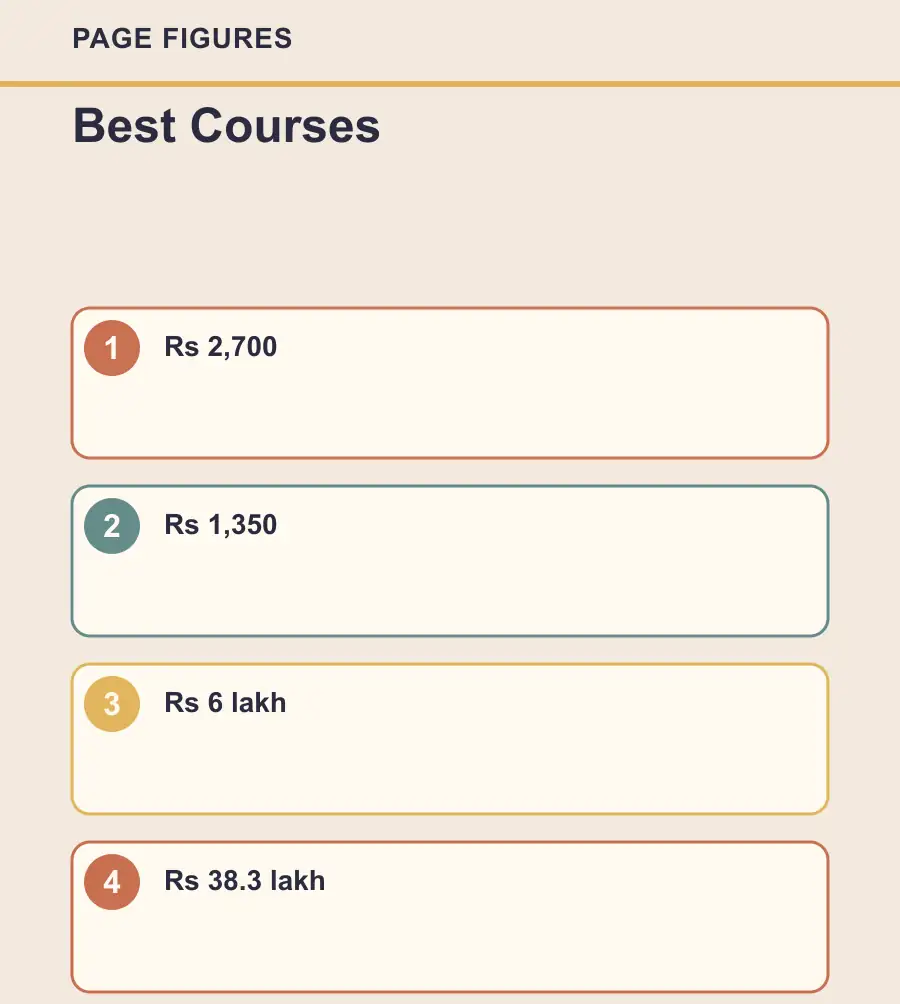 PAGE FIGURES
Best Courses
1
Rs 2,700
2
Rs 1,350
3
Rs 6 lakh
4
Rs 38.3 lakh